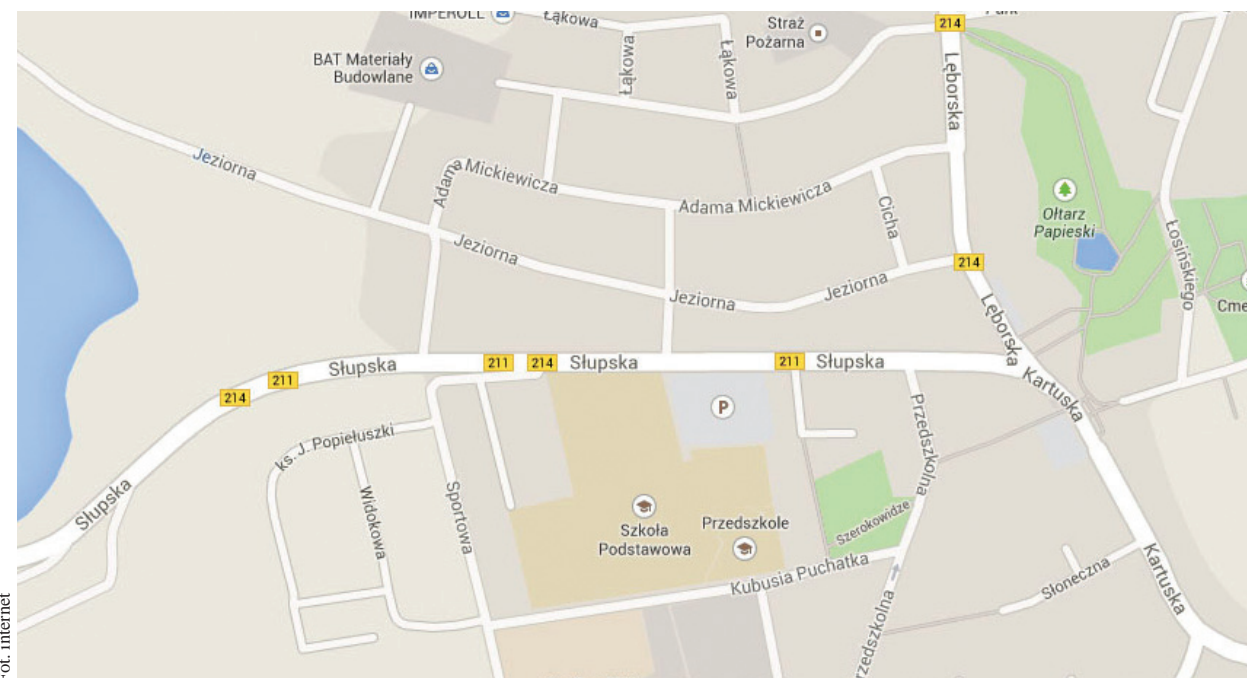 IMPEROLL
Łąkowa
Park
Straż
Pożarna
214
BAT Materiały
Budowlane
Łąkowa
Łąkowa
Lęborska
Jeziorna
Adama Mickiewicza
Adama Mickiewicza
Cicha
Ołtarz
Papieski
Łosińskiego
Jeziorna
214
Jeziorna
Jeziorna
Cme
Lęborska
Słupska
211
214
Słupska
211
Słupska
211
214
Kartuska
P
Przedszkolna
ks. J. Popiełuszki
Widokowa
Sportowa
Słupska
Szkoła
Podstawowa
Przedszkole
Szerokowidze
Kubusia Puchatka
Słoneczna
Kartuska
rzedszkolna
Fot. internet